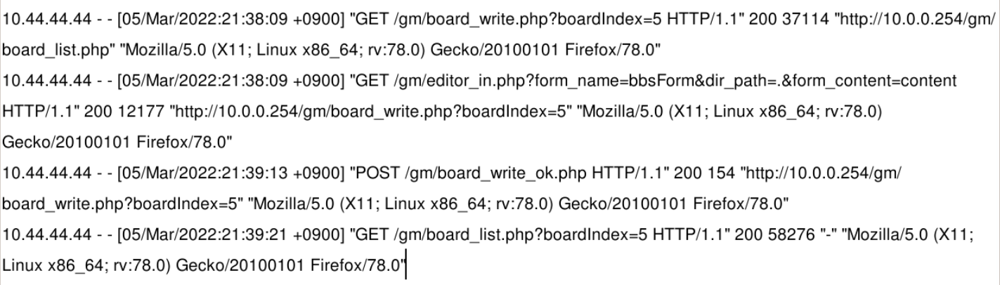 10.44.44.44 - - [05/Mar/2022:21:38:09 +0900] "GET /gm/board_write.php?boardIndex=5 HTTP/1.1" 200 37114 "http://10.0.0.254/gm/
board_list.php" "Mozilla/5.0 (X11; Linux x86_64; rv:78.0) Gecko/20100101 Firefox/78.0"
10.44.44.44 - - [05/Mar/2022:21:38:09 +0900] "GET /gm/editor_in.php?form_name=bbsForm&dir_path=.&form_content=content
HTTP/1.1" 200 12177 "http://10.0.0.254/gm/board_write.php?boardIndex=5" "Mozilla/5.0 (X11; Linux x86_64; rv:78.0)
Gecko/20100101 Firefox/78.0"
10.44.44.44 - - [05/Mar/2022:21:39:13 +0900] "POST /gm/board_write_ok.php HTTP/1.1" 200 154 "http://10.0.0.254/gm/
board_write.php?boardIndex=5" "Mozilla/5.0 (X11; Linux x86_64; rv:78.0) Gecko/20100101 Firefox/78.0"
10.44.44.44 - - [05/Mar/2022:21:39:21 +0900] "GET /gm/board_list.php?boardIndex=5 HTTP/1.1" 200 58276 "-" "Mozilla/5.0 (X11;
Linux x86_64; rv:78.0) Gecko/20100101 Firefox/78.0"